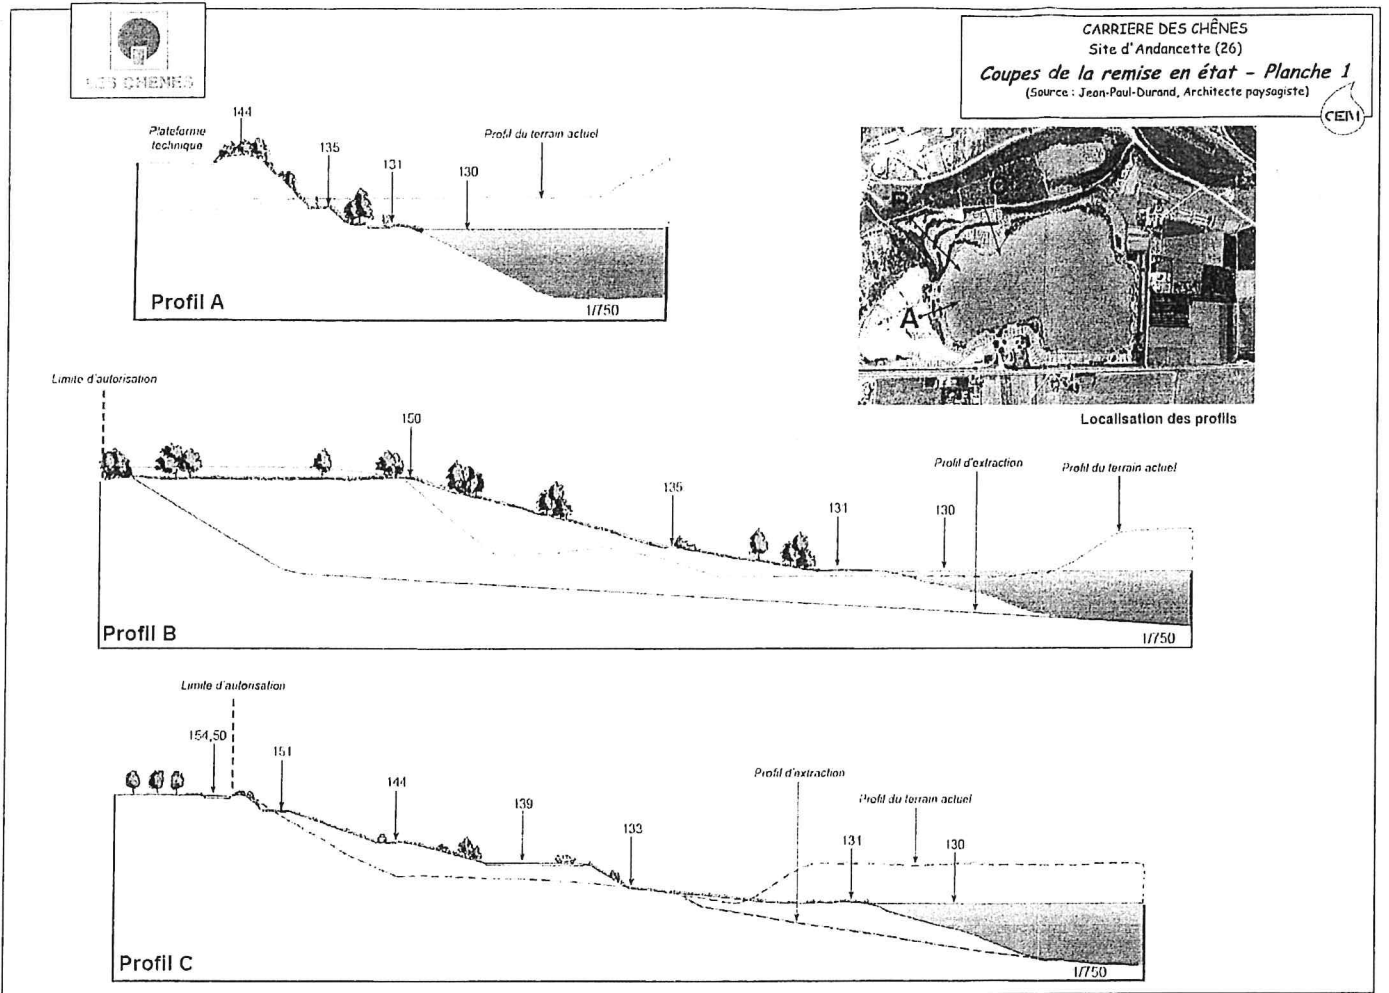 LES CHENES
CARRIERE DES CHÊNES
Site d'Andancette (26)
Coupes de la remise en état - Planche 1
(Source : Jean-Paul-Durand, Architecte paysagiste)
CEM
144
Plateforme
technique
Profil du terrain actuel
135
131
130
Profil A
1/750
B
C
A
Localisation des profils
Limite d'autorisation
150
Profil d'extraction
Profil du terrain actuel
135
131
130
Profil B
1/750
Limite d'autorisation
154,50
151
144
139
133
Profil d'extraction
Profil du terrain actuel
131
130
Profil C
1/750